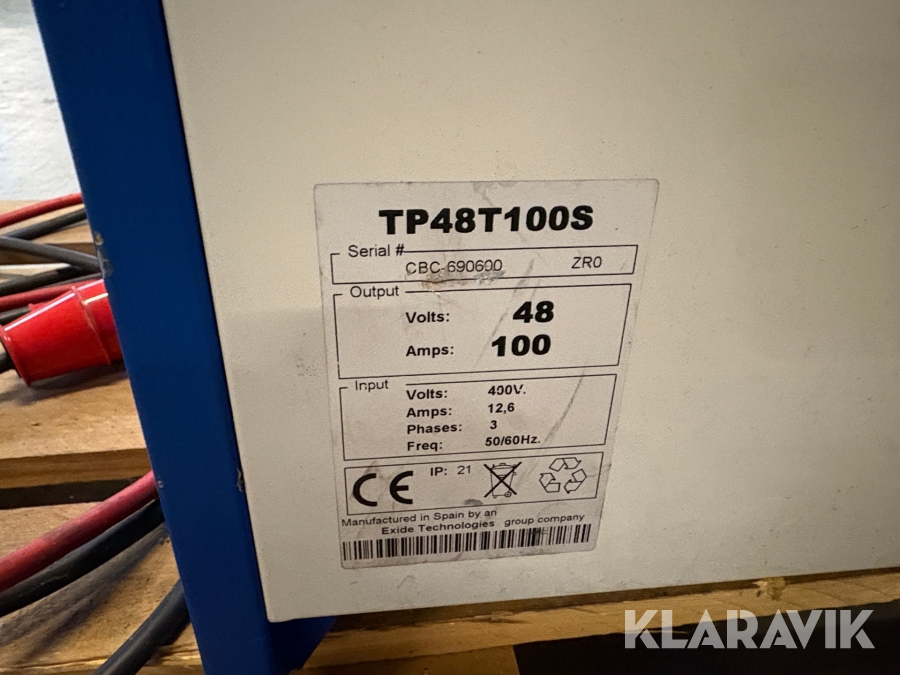 TP48T100S
Serial #
CBC-690600 ZR0
Output
Volts: 48
Amps: 100
Input
Volts: 400V.
Amps: 12,6
Phases: 3
Freq: 50/60Hz.
CE IP: 21
Manufactured in Spain by an
Exide Technologies group company
KLARAVIK